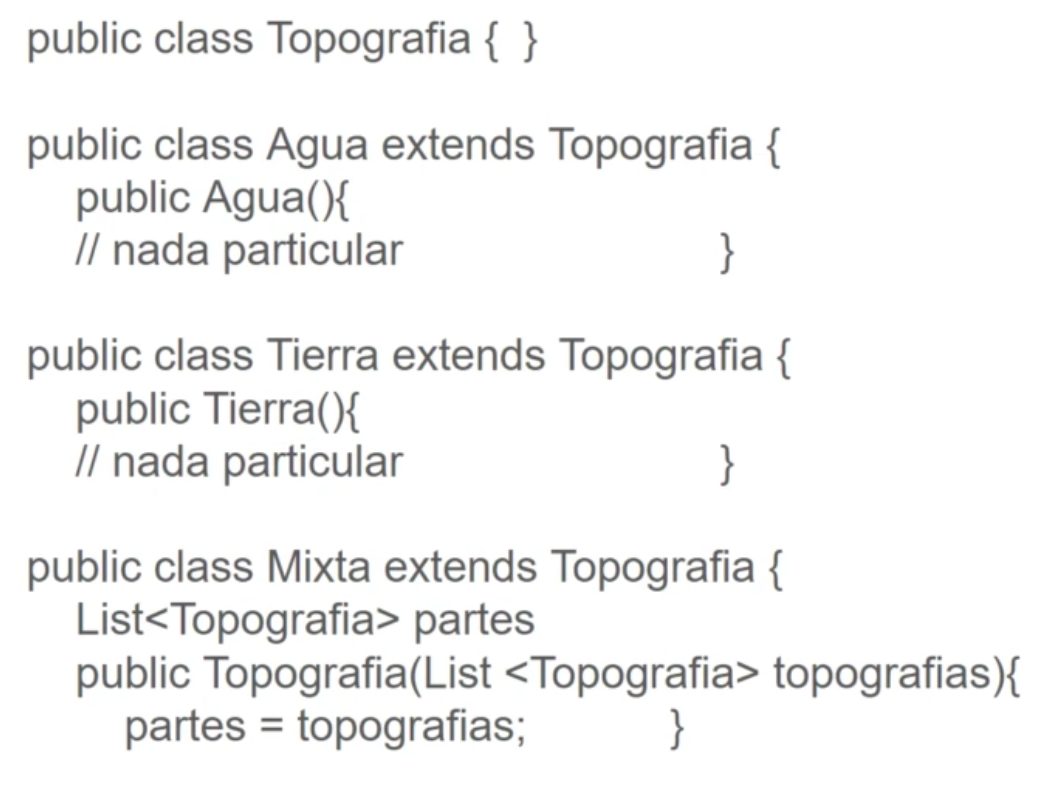 public class Topografia { }
public class Agua extends Topografia {
public Agua(){
// nada particular }
public class Tierra extends Topografia {
public Tierra(){
// nada particular }
public class Mixta extends Topografia {
List<Topografia> partes
public Topografia(List <Topografia> topografias){
partes = topografias; }